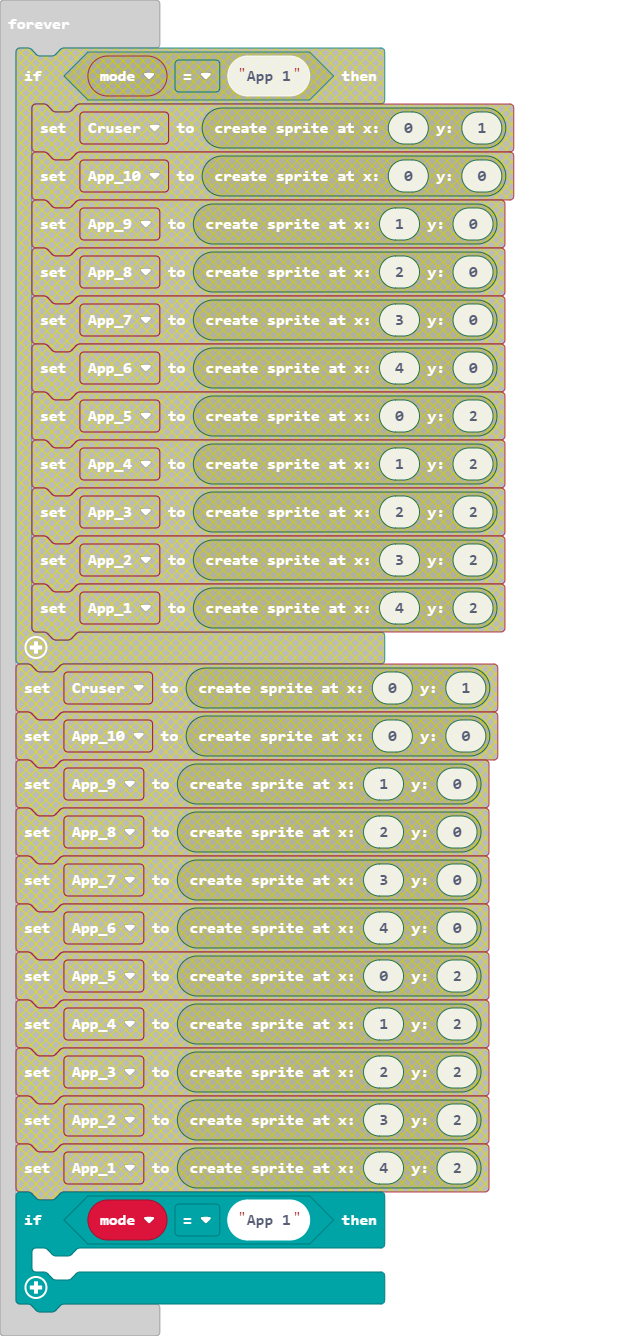 forever
if mode = "App 1" then
set Cruser to create sprite at x: 0 y: 1
set App_10 to create sprite at x: 0 y: 0
set App_9 to create sprite at x: 1 y: 0
set App_8 to create sprite at x: 2 y: 0
set App_7 to create sprite at x: 3 y: 0
set App_6 to create sprite at x: 4 y: 0
set App_5 to create sprite at x: 0 y: 2
set App_4 to create sprite at x: 1 y: 2
set App_3 to create sprite at x: 2 y: 2
set App_2 to create sprite at x: 3 y: 2
set App_1 to create sprite at x: 4 y: 2
set Cruser to create sprite at x: 0 y: 1
set App_10 to create sprite at x: 0 y: 0
set App_9 to create sprite at x: 1 y: 0
set App_8 to create sprite at x: 2 y: 0
set App_7 to create sprite at x: 3 y: 0
set App_6 to create sprite at x: 4 y: 0
set App_5 to create sprite at x: 0 y: 2
set App_4 to create sprite at x: 1 y: 2
set App_3 to create sprite at x: 2 y: 2
set App_2 to create sprite at x: 3 y: 2
set App_1 to create sprite at x: 4 y: 2
if mode = "App 1" then